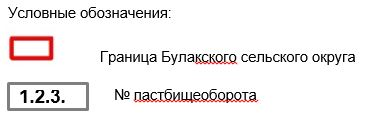 Условные обозначения:
Граница Булакского сельского округа
1.2.3. № пастбищеоборота